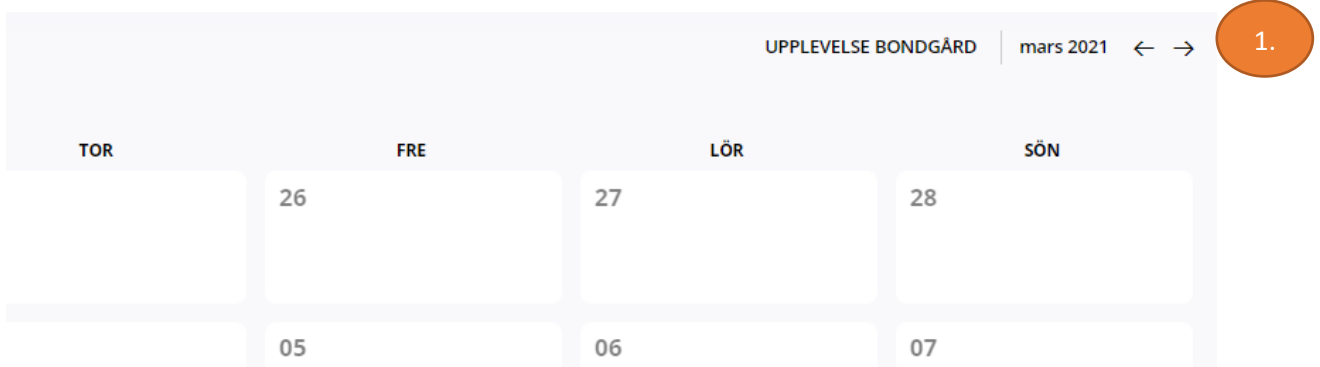 UPPLEVELSE BONDGÅRD mars 2021 ← → 1.
TOR FRE LÖR SÖN
26 27 28
05 06 07